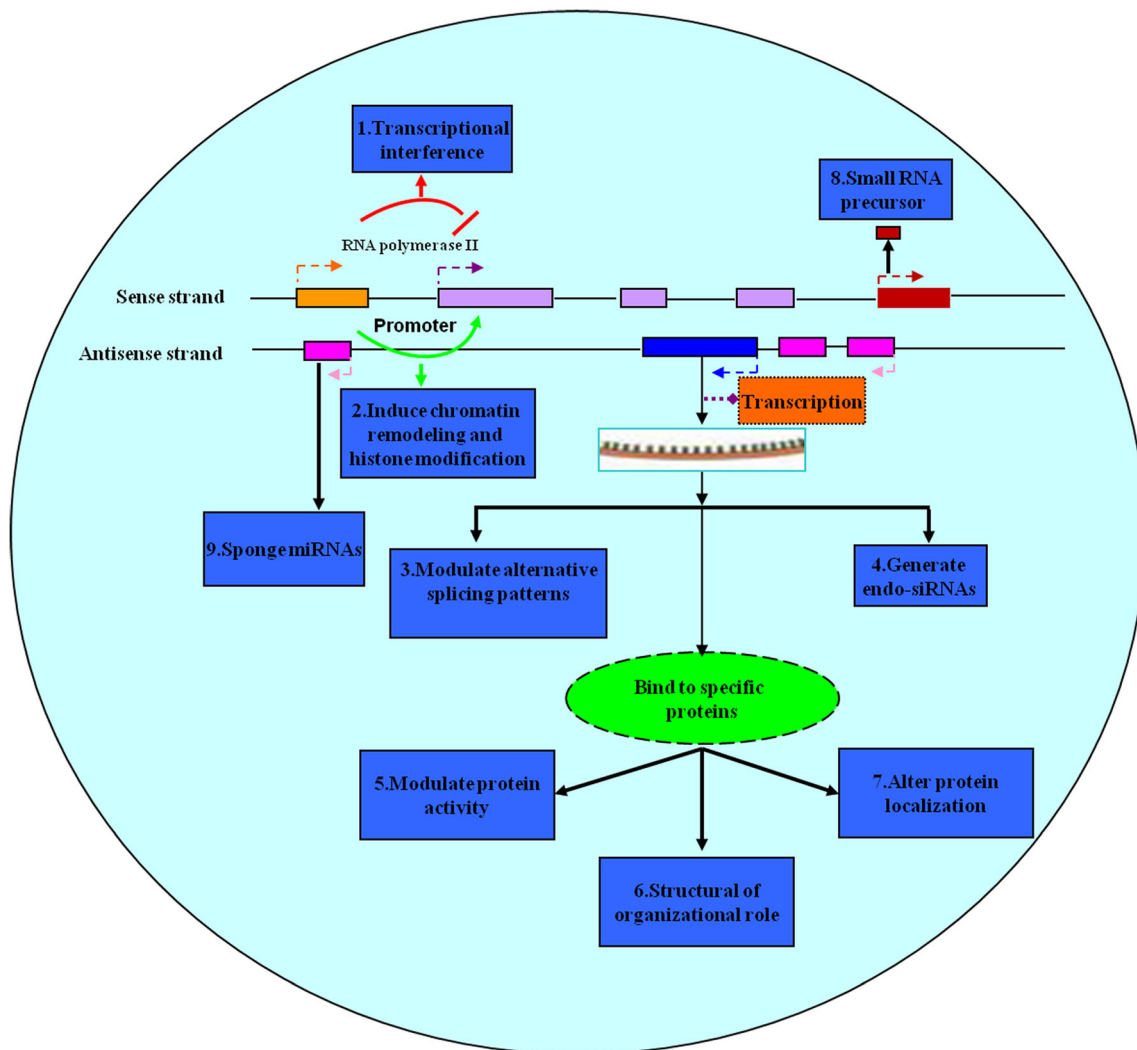 1.Transcriptional
interference
8.Small RNA
precursor
RNA polymerase II
Sense strand
Promoter
Antisense strand
Transcription
2.Induce chromatin
remodeling and
histone modification
9.Sponge miRNAs
3.Modulate alternative
splicing patterns
4.Generate
endo-siRNAs
Bind to specific
proteins
5.Modulate protein
activity
7.Alter protein
localization
6.Structural of
organizational role